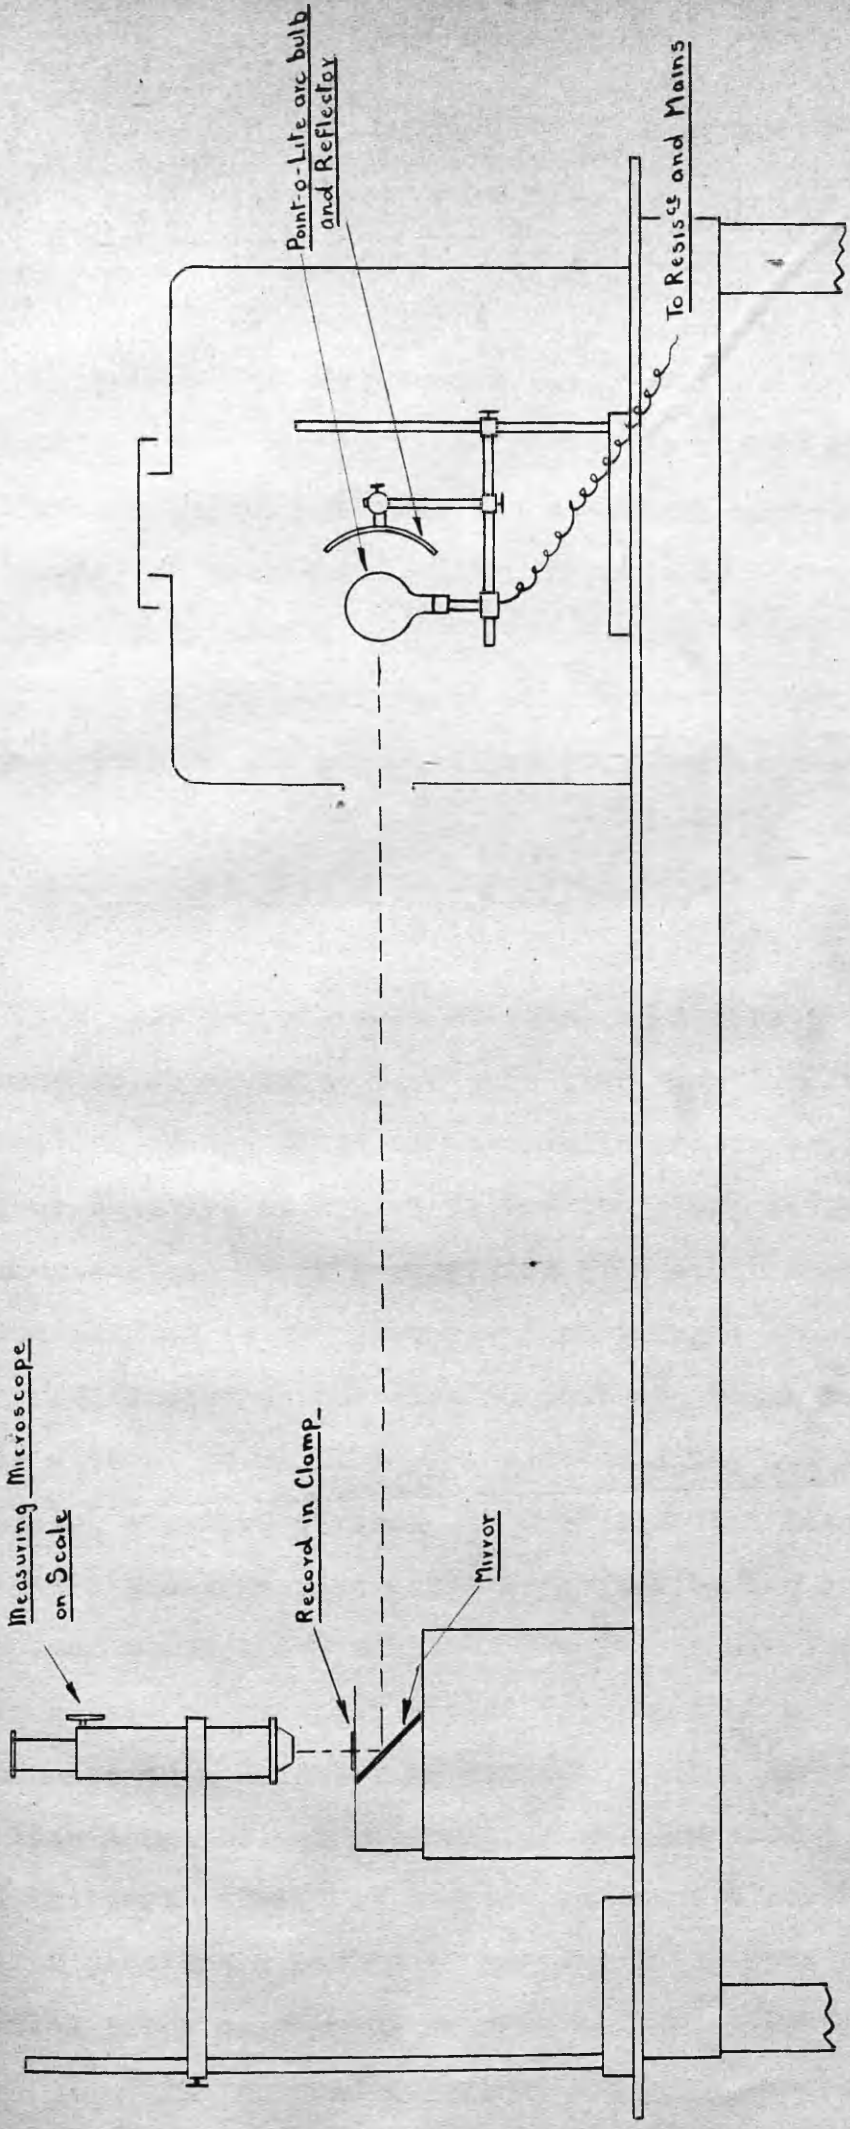 Measuring Microscope
on Scale
Record in Clamp
Mirror
Point-o-Lite arc bulb
and Reflector
To Resisᶜᵉ and Mains